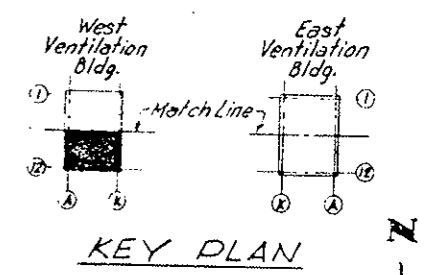 West
Ventilation
Bldg.
East
Ventilation
Bldg.
1
1
Match Line
12
12
A
K
K
A
KEY PLAN
N